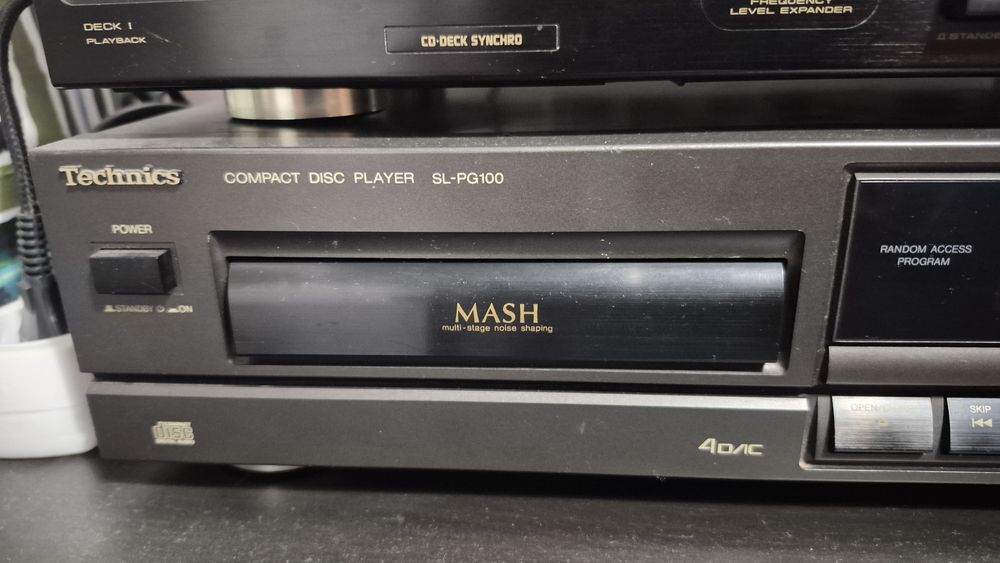 FREQUENCY
LEVEL EXPANDER
DECK I
PLAYBACK
CD·DECK SYNCHRO
Technics
COMPACT DISC PLAYER SL-PG100
POWER
STANDBY ON
MASH
multi-stage noise shaping
RANDOM ACCESS
PROGRAM
OPEN/
SKIP
disc
4DAC